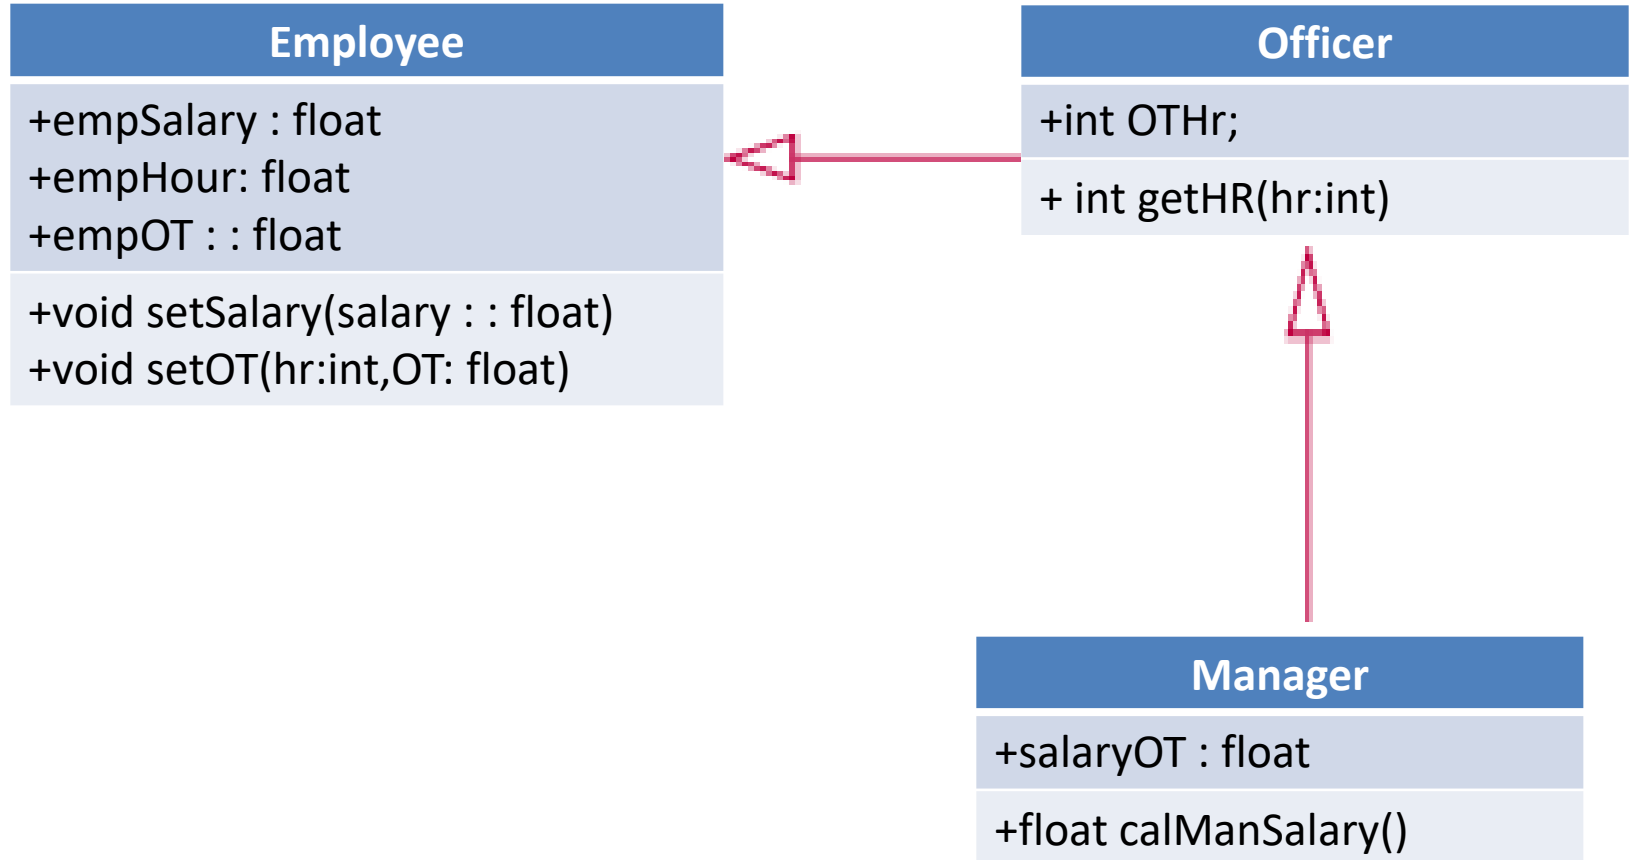 Employee
+empSalary : float
+empHour: float
+empOT : : float
+void setSalary(salary : : float)
+void setOT(hr:int,OT: float)
Officer
+int OTHr;
+ int getHR(hr:int)
Manager
+salaryOT : float
+float calManSalary()